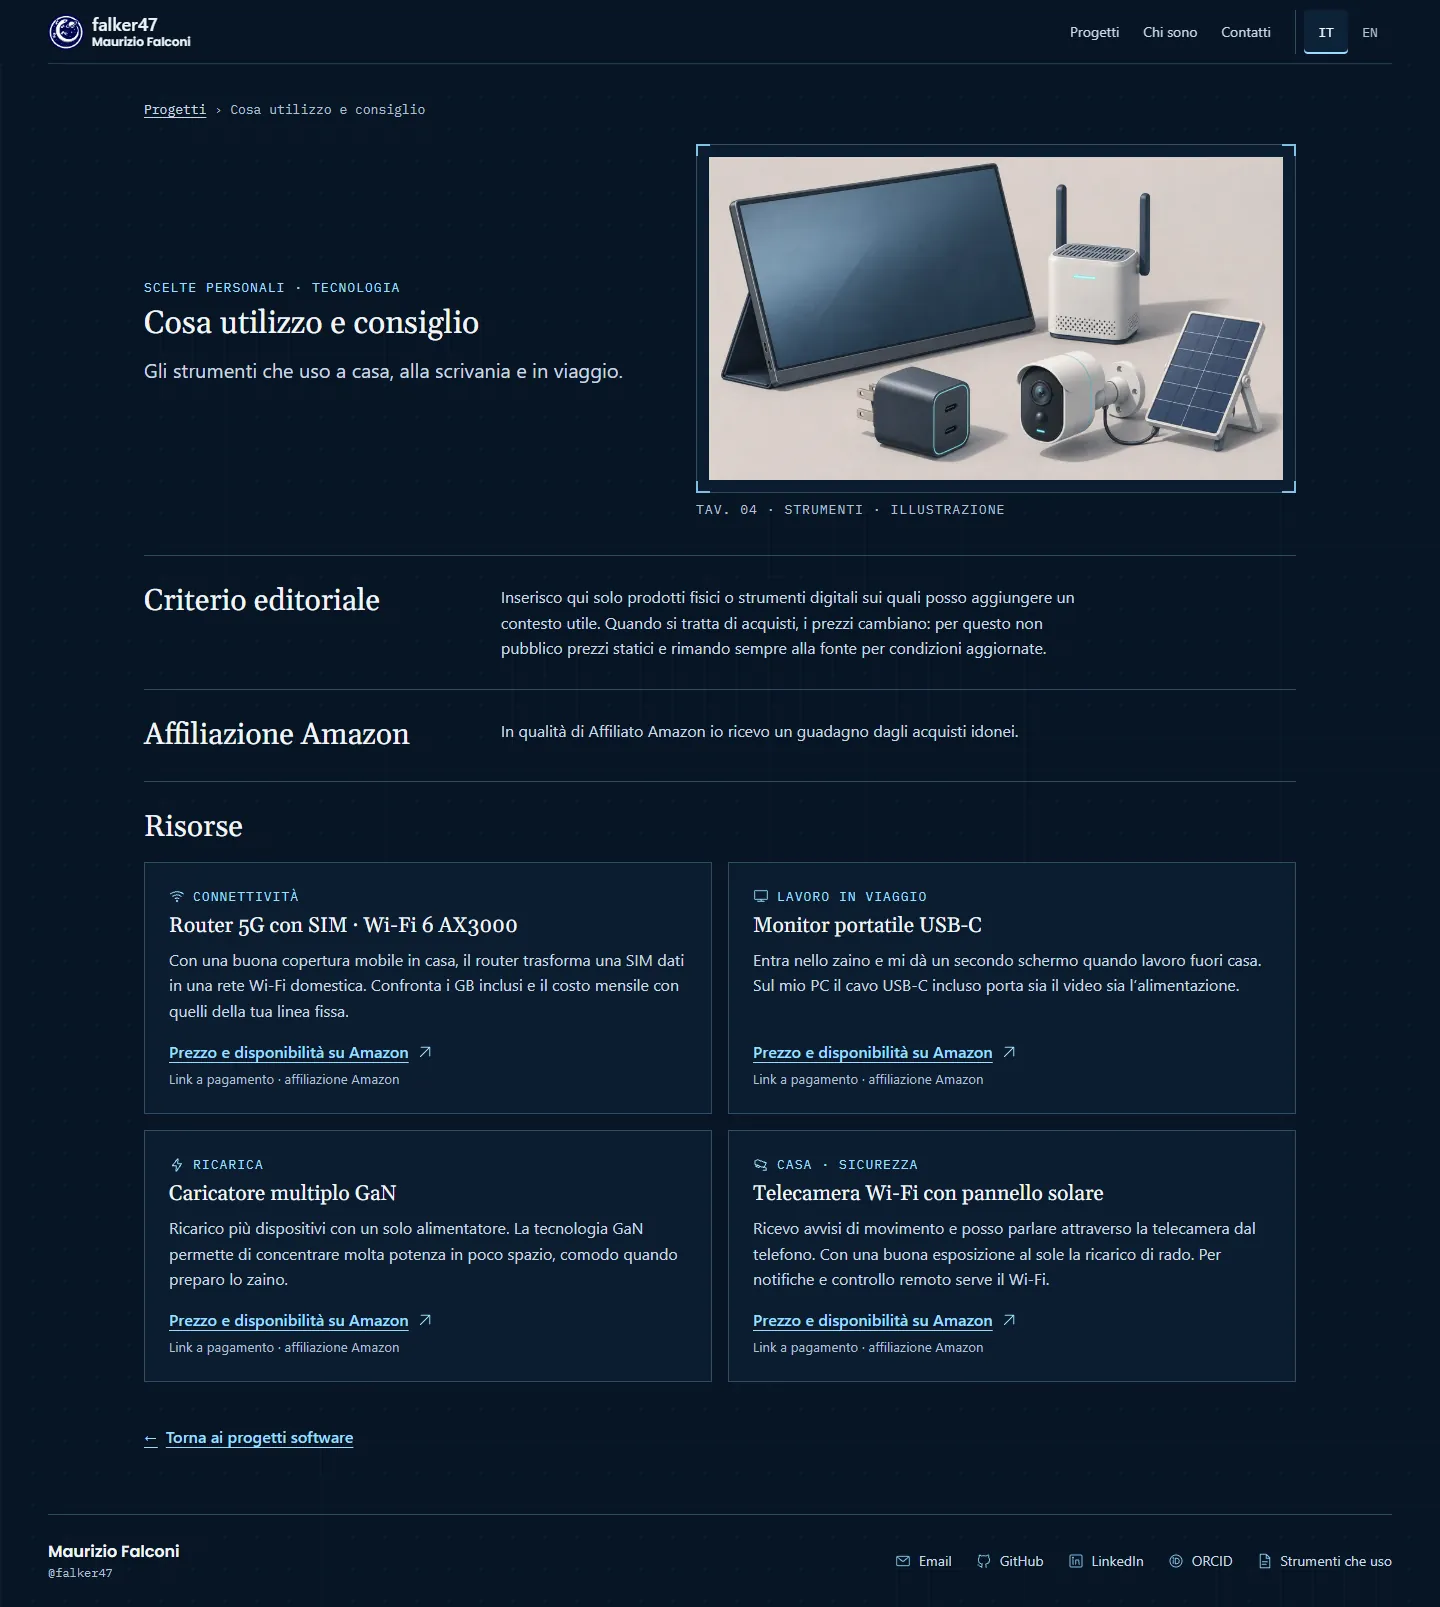 falker47
Maurizio Falconi
Progetti
Chi sono
Contatti
IT
EN
Progetti › Cosa utilizzo e consiglio
SCELTE PERSONALI · TECNOLOGIA
Cosa utilizzo e consiglio
Gli strumenti che uso a casa, alla scrivania e in viaggio.
TAV. 04 · STRUMENTI · ILLUSTRAZIONE
Criterio editoriale
Inserisco qui solo prodotti fisici o strumenti digitali sui quali posso aggiungere un
contesto utile. Quando si tratta di acquisti, i prezzi cambiano: per questo non
pubblico prezzi statici e rimando sempre alla fonte per condizioni aggiornate.
Affiliazione Amazon
In qualità di Affiliato Amazon io ricevo un guadagno dagli acquisti idonei.
Risorse
CONNETTIVITÀ
Router 5G con SIM · Wi-Fi 6 AX3000
Con una buona copertura mobile in casa, il router trasforma una SIM dati
in una rete Wi-Fi domestica. Confronta i GB inclusi e il costo mensile con
quelli della tua linea fissa.
Prezzo e disponibilità su Amazon ↗
Link a pagamento · affiliazione Amazon
LAVORO IN VIAGGIO
Monitor portatile USB-C
Entra nello zaino e mi dà un secondo schermo quando lavoro fuori casa.
Sul mio PC il cavo USB-C incluso porta sia il video sia l'alimentazione.
Prezzo e disponibilità su Amazon ↗
Link a pagamento · affiliazione Amazon
RICARICA
Caricatore multiplo GaN
Ricarico più dispositivi con un solo alimentatore. La tecnologia GaN
permette di concentrare molta potenza in poco spazio, comodo quando
preparo lo zaino.
Prezzo e disponibilità su Amazon ↗
Link a pagamento · affiliazione Amazon
CASA · SICUREZZA
Telecamera Wi-Fi con pannello solare
Ricevo avvisi di movimento e posso parlare attraverso la telecamera dal
telefono. Con una buona esposizione al sole la ricarico di rado. Per
notifiche e controllo remoto serve il Wi-Fi.
Prezzo e disponibilità su Amazon ↗
Link a pagamento · affiliazione Amazon
← Torna ai progetti software
Maurizio Falconi
@falker47
Email
GitHub
LinkedIn
ORCID
Strumenti che uso